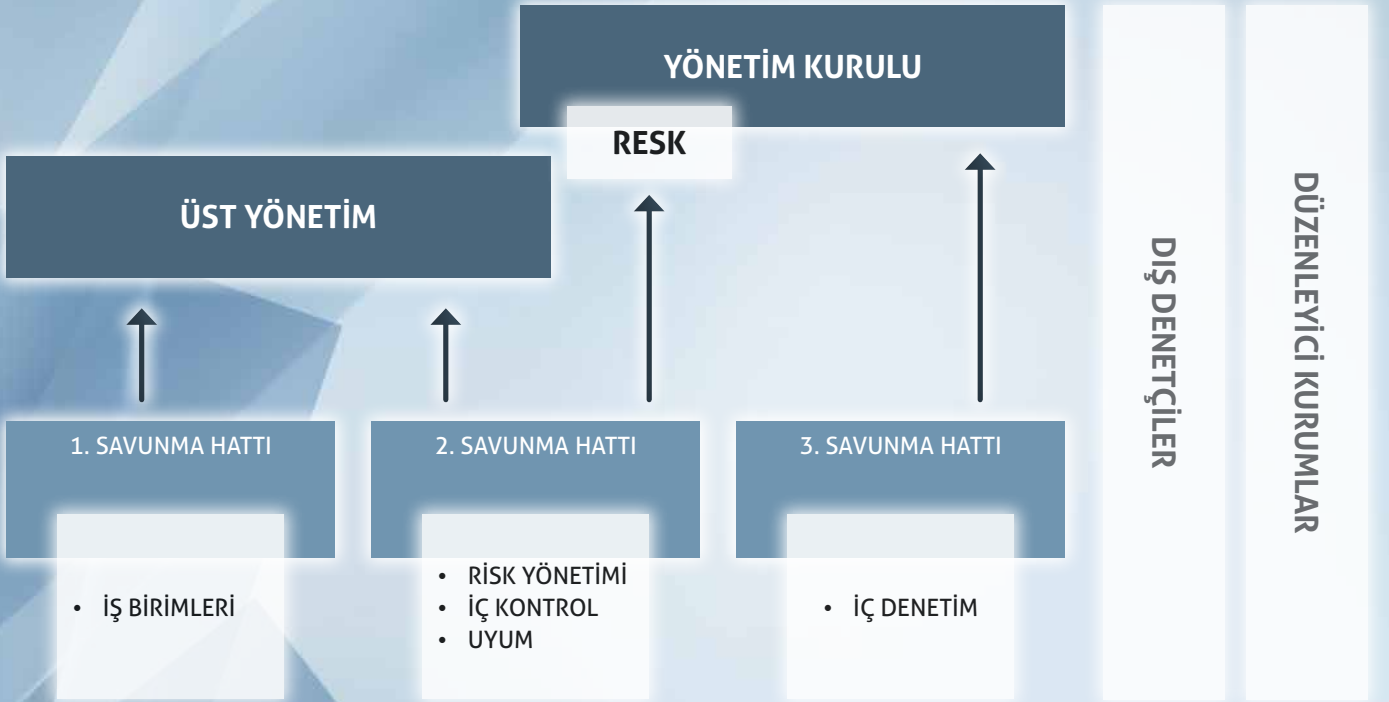 YÖNETİM KURULU
RESK
ÜST YÖNETİM
1. SAVUNMA HATTI
• İŞ BİRİMLERİ
2. SAVUNMA HATTI
• RİSK YÖNETİMİ
• İÇ KONTROL
• UYUM
3. SAVUNMA HATTI
• İÇ DENETİM
DIŞ DENETÇİLER
DÜZENLEYİCİ KURUMLAR